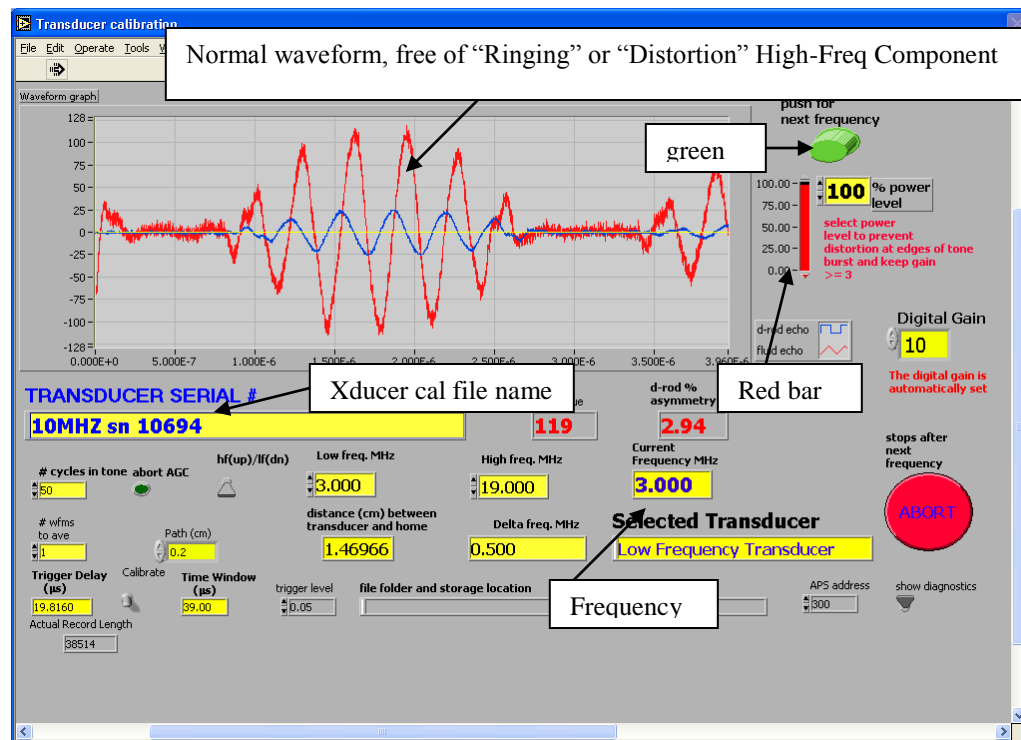 Transducer calibration
File Edit Operate Tools
Normal waveform, free of “Ringing” or “Distortion” High-Freq Component
Waveform graph
128
100
75
50
25
0
-25
-50
-75
-100
-128
0.000E+0 5.000E-7 1.000E-6 1.500E-6 2.000E-6 2.500E-6 3.000E-6 3.500E-6 3.960E-6
push for
next frequency
green
100.00
75.00
50.00
25.00
0.00
100 % power
level
select power
level to prevent
distortion at edges of tone
burst and keep gain
>= 3
d-rod echo
fluid echo
Digital Gain
10
The digital gain is
automatically set
Xducer cal file name
Red bar
TRANSDUCER SERIAL #
10MHZ sn 10694
119
d-rod %
asymmetry
2.94
# cycles in tone
50
abort AGC
hf(up)/lf(dn)
Low freq. MHz
3.000
High freq. MHz
19.000
Current
Frequency MHz
3.000
stops after
next
frequency
ABORT
# wfms
to ave
1
Path (cm)
0.2
distance (cm) between
transducer and home
1.46966
Delta freq. MHz
0.500
Selected Transducer
Low Frequency Transducer
Trigger Delay
(µs)
19.8160
Calibrate
Time Window
(µs)
39.00
trigger level
0.05
file folder and storage location
Frequency
APS address
300
show diagnostics
Actual Record Length
38514